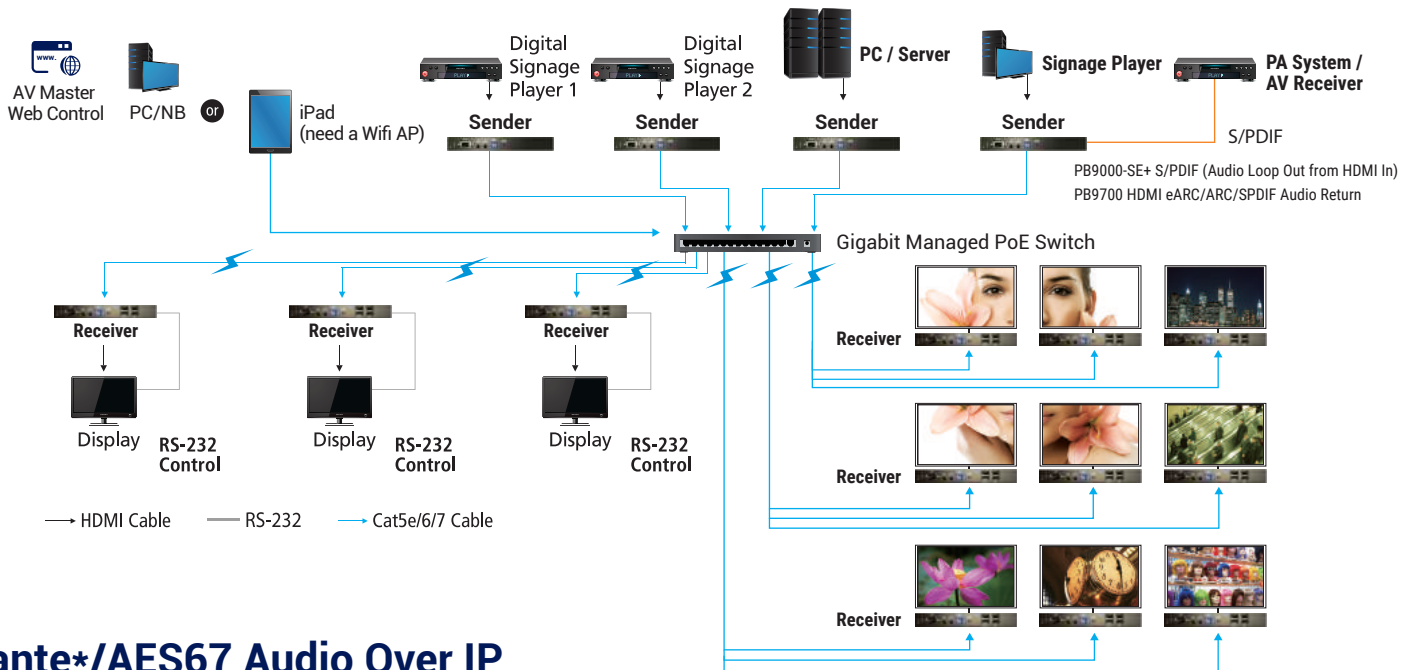 www.
AV Master
Web Control
PC/NB
or
iPad
(need a Wifi AP)
Digital
Signage
Player 1
Digital
Signage
Player 2
PC / Server
Signage Player
PA System /
AV Receiver
PLAY
PLAY
PLAY
Sender
Sender
Sender
Sender
S/PDIF
PB9000-SE+ S/PDIF (Audio Loop Out from HDMI In)
PB9700 HDMI eARC/ARC/SPDIF Audio Return
Gigabit Managed PoE Switch
Receiver
Receiver
Receiver
Receiver
Display
RS-232
Control
Display
RS-232
Control
Display
RS-232
Control
Receiver
HDMI Cable
RS-232
Cat5e/6/7 Cable
Receiver
ante*/AES67 Audio Over IP